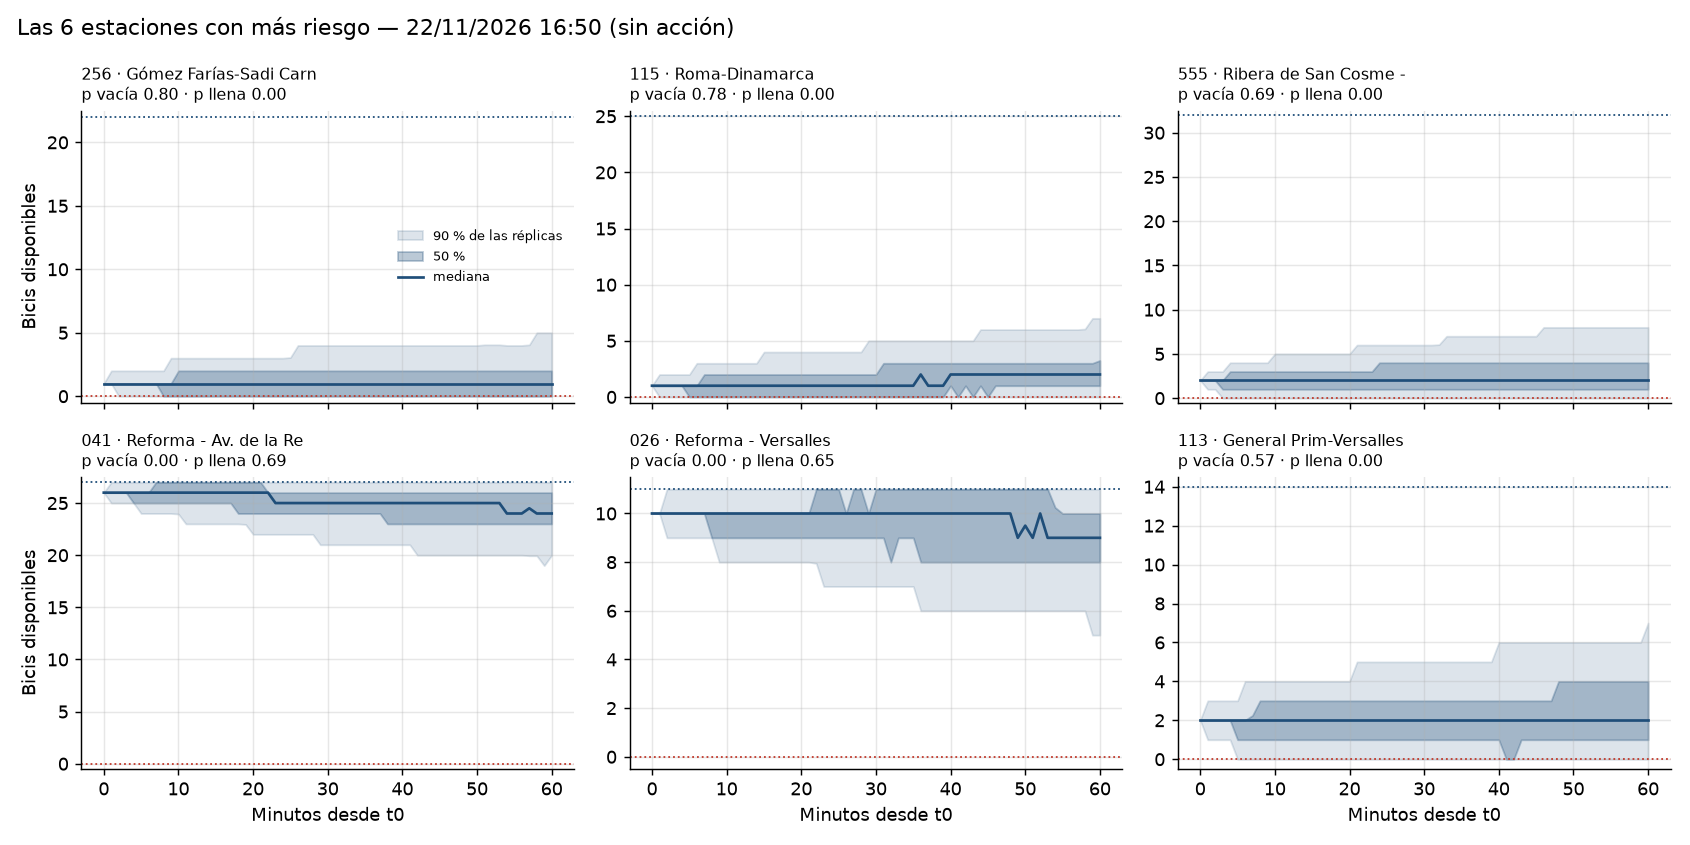 Las 6 estaciones con más riesgo — 22/11/2026 16:50 (sin acción)
256 · Gómez Farías-Sadi Carn
p vacía 0.80 · p llena 0.00
115 · Roma-Dinamarca
p vacía 0.78 · p llena 0.00
555 · Ribera de San Cosme -
p vacía 0.69 · p llena 0.00
Bicis disponibles
20
15
10
5
0
90 % de las réplicas
50 %
mediana
25
20
15
10
5
0
30
25
20
15
10
5
0
041 · Reforma - Av. de la Re
p vacía 0.00 · p llena 0.69
026 · Reforma - Versalles
p vacía 0.00 · p llena 0.65
113 · General Prim-Versalles
p vacía 0.57 · p llena 0.00
Bicis disponibles
25
20
15
10
5
0
0 10 20 30 40 50 60
Minutos desde t0
10
8
6
4
2
0
0 10 20 30 40 50 60
Minutos desde t0
14
12
10
8
6
4
2
0
0 10 20 30 40 50 60
Minutos desde t0